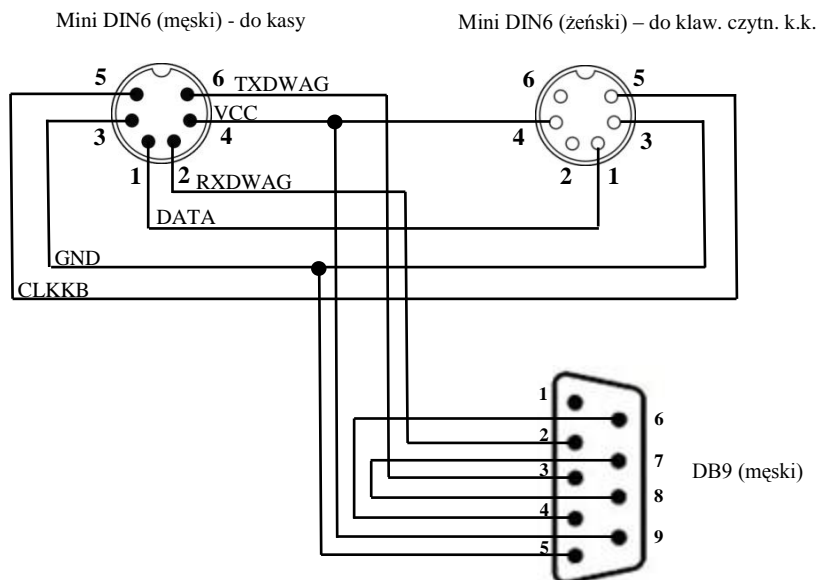 Mini DIN6 (męski) - do kasy
Mini DIN6 (żeński) – do klaw. czytn. k.k.
5
6
TXDWAG
3
4
VCC
1
2
RXDWAG
DATA
GND
CLKKB
6
5
4
3
2
1
1
6
2
7
3
8
4
9
5
DB9 (męski)